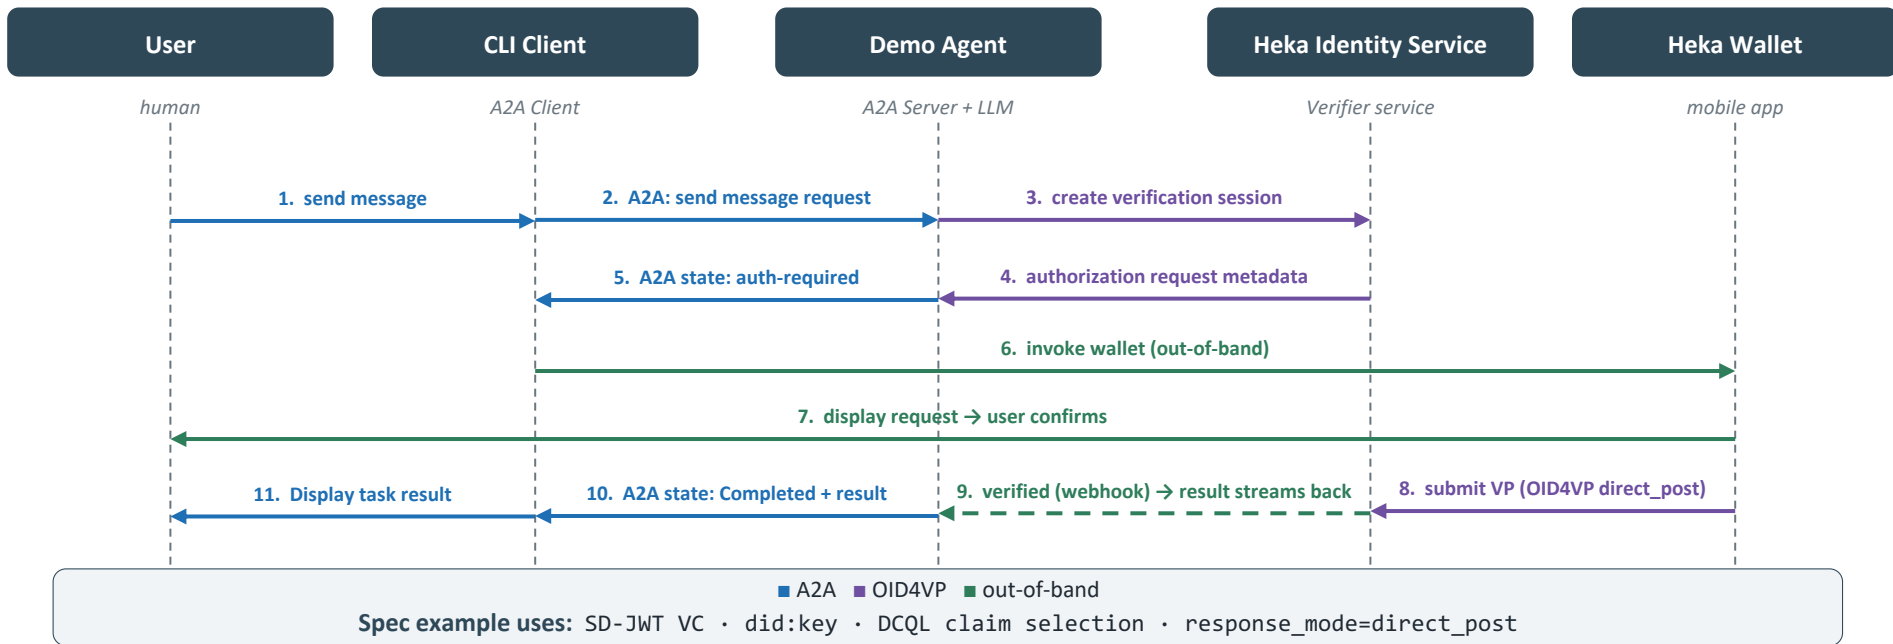 User
CLI Client
Demo Agent
Heka Identity Service
Heka Wallet
human
A2A Client
A2A Server + LLM
Verifier service
mobile app
1. send message
2. A2A: send message request
3. create verification session
5. A2A state: auth-required
4. authorization request metadata
6. invoke wallet (out-of-band)
7. display request → user confirms
11. Display task result
10. A2A state: Completed + result
9. verified (webhook) → result streams back
8. submit VP (OID4VP direct_post)
■ A2A ■ OID4VP ■ out-of-band
Spec example uses: SD-JWT VC · did:key · DCQL claim selection · response_mode=direct_post